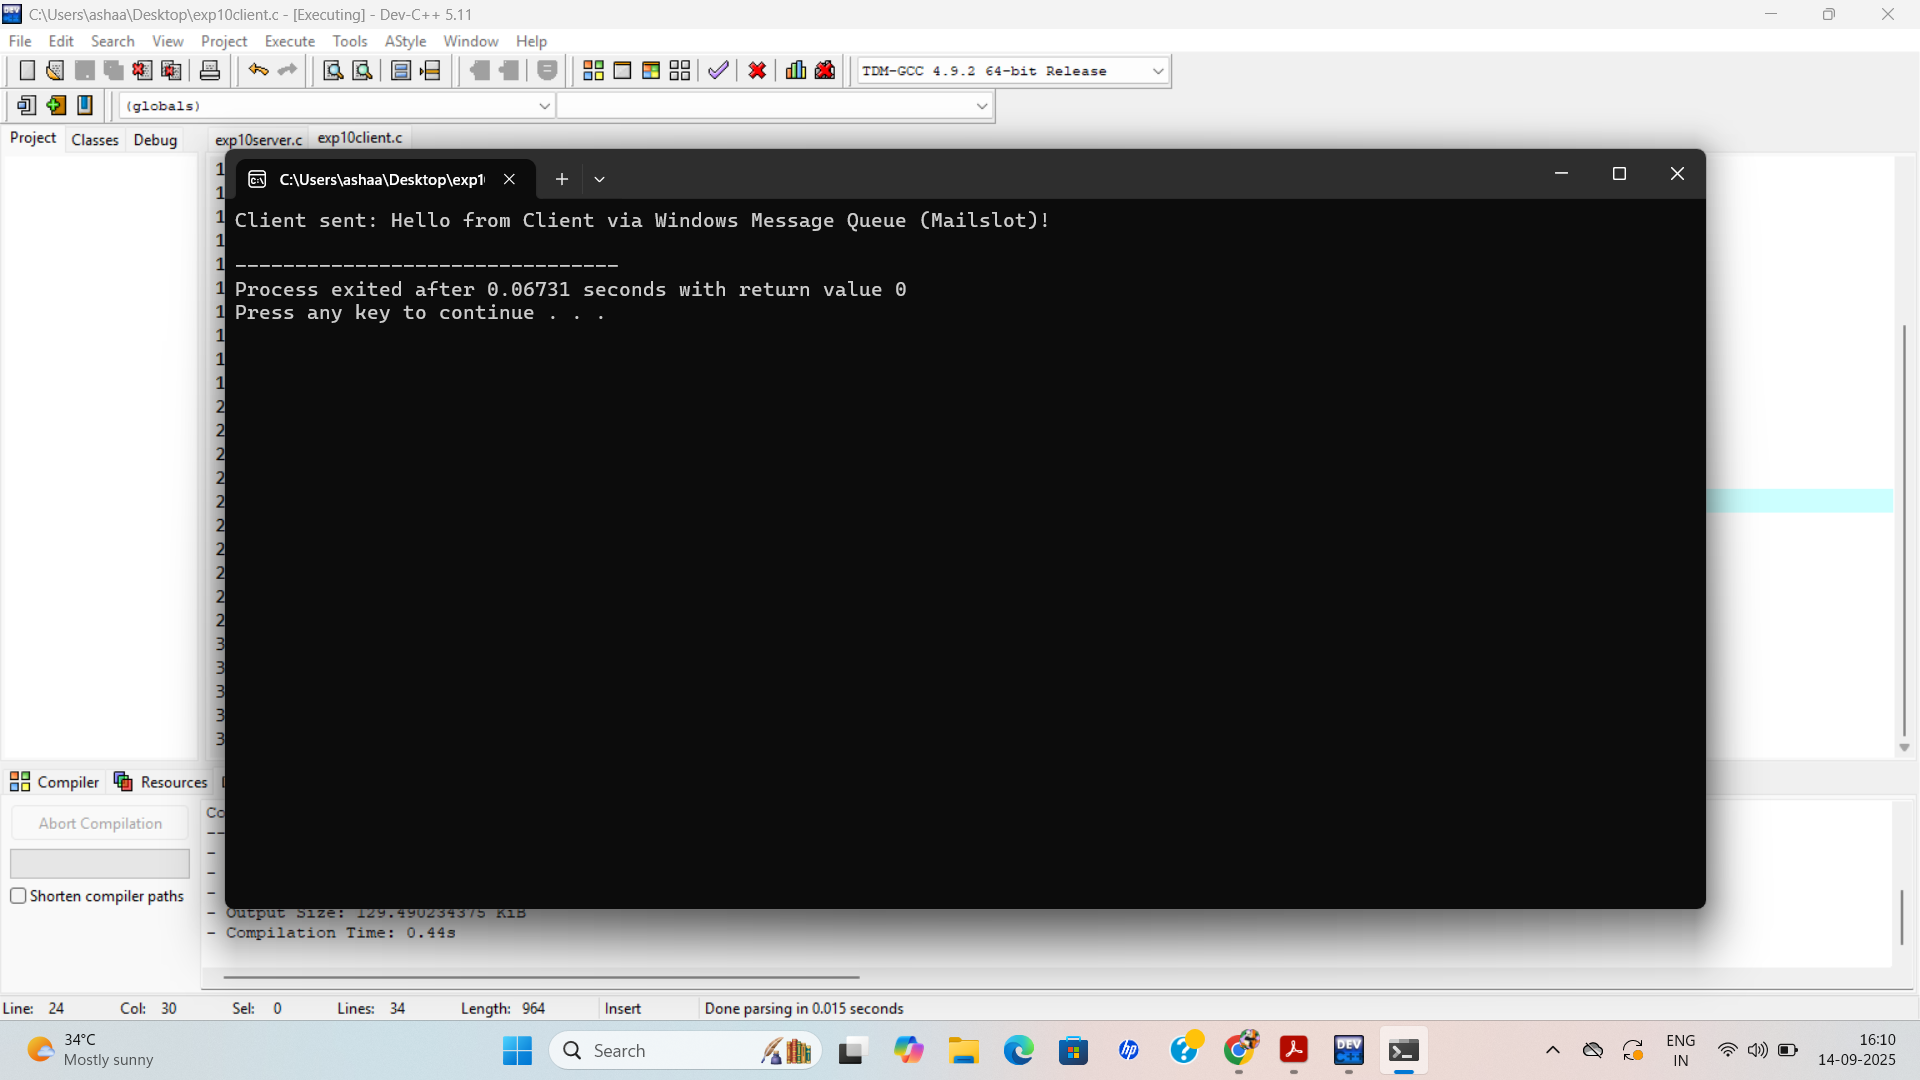 C:\Users\ashaa\Desktop\exp10client.c - [Executing] - Dev-C++ 5.11
File Edit Search View Project Execute Tools AStyle Window Help
TDM-GCC 4.9.2 64-bit Release
(globals)
Project Classes Debug exp10server.c exp10client.c
C:\Users\ashaa\Desktop\exp1
Client sent: Hello from Client via Windows Message Queue (Mailslot)!
--------------------------------
Process exited after 0.06731 seconds with return value 0
Press any key to continue . . .
Compiler Resources
Abort Compilation
Shorten compiler paths
- Output Size: 129.490234375 KiB
- Compilation Time: 0.44s
Line: 24 Col: 30 Sel: 0 Lines: 34 Length: 964 Insert Done parsing in 0.015 seconds
34°C
Mostly sunny
Search
ENG
IN
16:10
14-09-2025